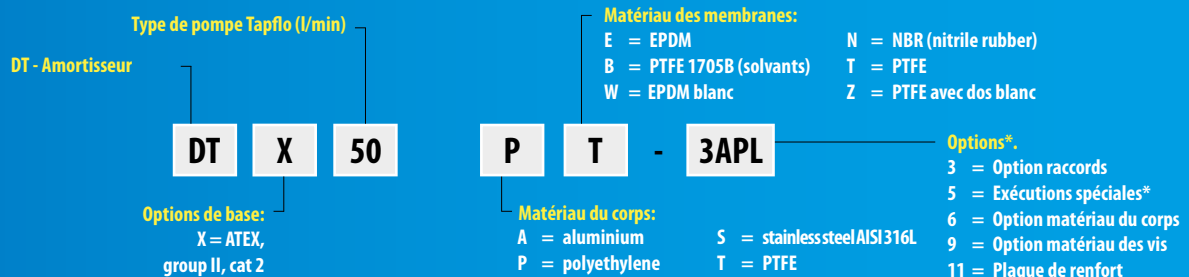 Type de pompe Tapflo (l/min)
DT - Amortisseur
Matériau des membranes:
E = EPDM
B = PTFE 1705B (solvants)
W = EPDM blanc
N = NBR (nitrile rubber)
T = PTFE
Z = PTFE avec dos blanc
DT X 50 P T - 3APL
Options de base:
X = ATEX,
group II, cat 2
Matériau du corps:
A = aluminium
P = polyethylene
S = stainless steel AISI 316L
T = PTFE
Options*.
3 = Option raccords
5 = Exécutions spéciales*
6 = Option matériau du corps
9 = Option matériau des vis
11 = Plaque de renfort